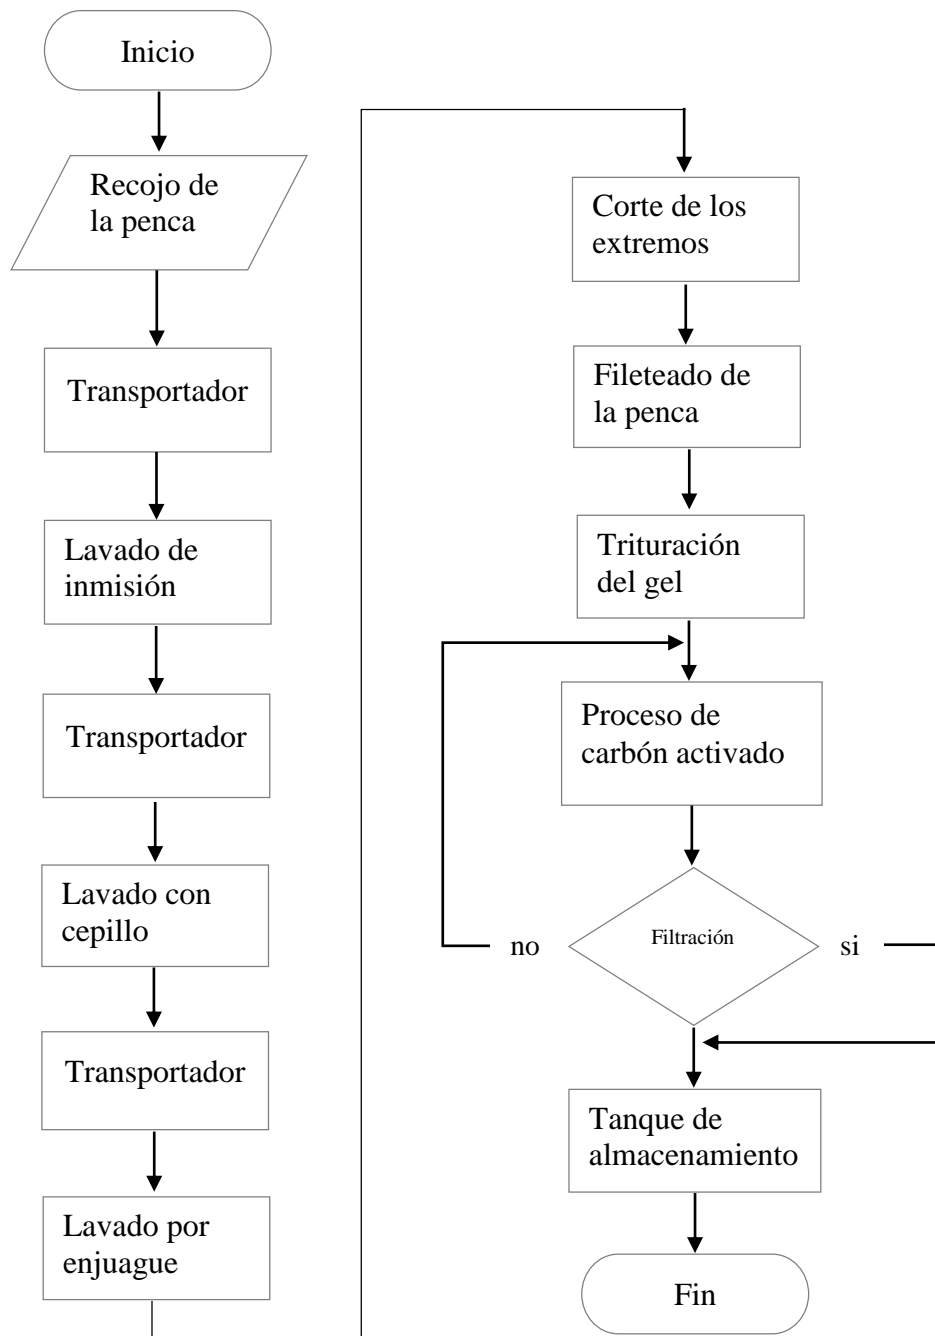 Inicio
Recojo de
la penca
Transportador
Lavado de
inmisión
Transportador
Lavado con
cepillo
Transportador
Lavado por
enjuague
Corte de los
extremos
Fileteado de
la penca
Trituración
del gel
Proceso de
carbón activado
Filtración
no
si
Tanque de
almacenamiento
Fin